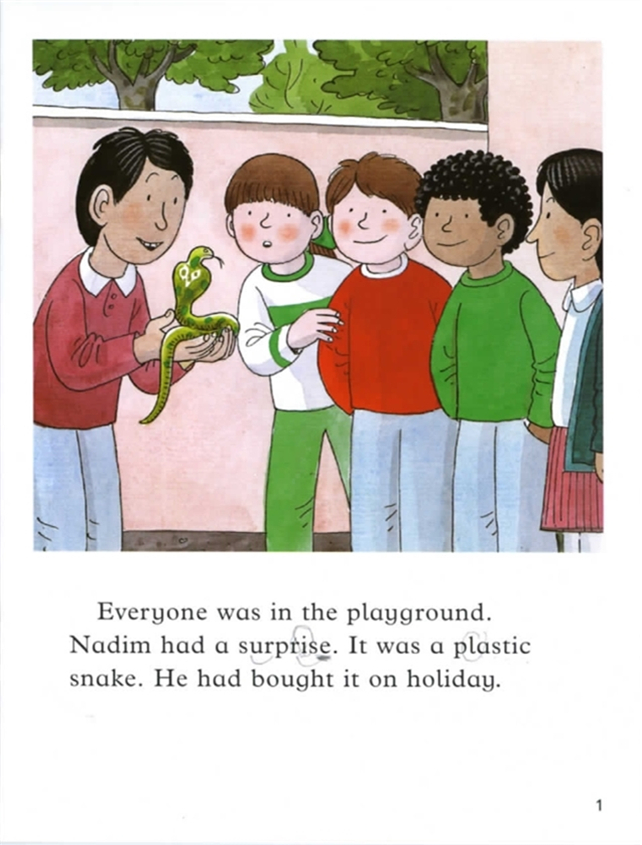 Everyone was in the playground.
Nadim had a surprise. It was a plastic
snake. He had bought it on holiday.
1